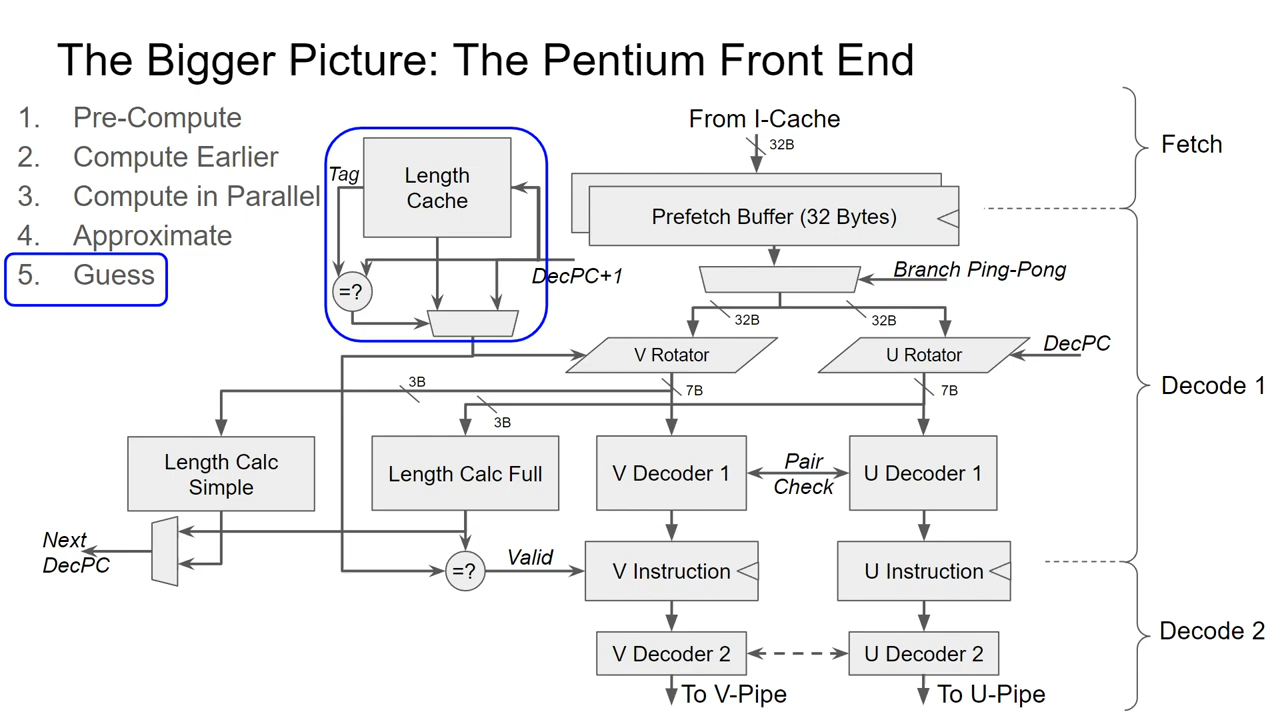 The Bigger Picture: The Pentium Front End
1. Pre-Compute
2. Compute Earlier
3. Compute in Parallel
4. Approximate
5. Guess
Tag
Length
Cache
=?
DecPC+1
From I-Cache
32B
Prefetch Buffer (32 Bytes)
Branch Ping-Pong
32B
32B
V Rotator
U Rotator
DecPC
3B
3B
7B
7B
Length Calc
Simple
Length Calc Full
V Decoder 1
Pair
Check
U Decoder 1
Next
DecPC
=?
Valid
V Instruction
U Instruction
V Decoder 2
U Decoder 2
To V-Pipe
To U-Pipe
Fetch
Decode 1
Decode 2